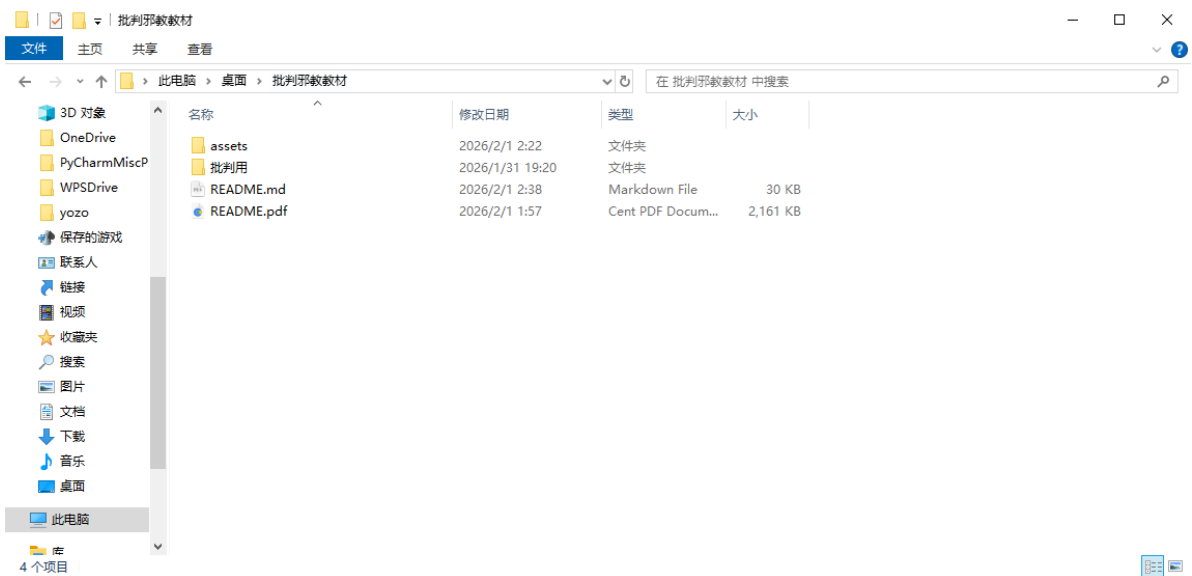 批判邪教教材
文件 主页 共享 查看
此电脑 桌面 批判邪教教材 在 批判邪教教材 中搜索
3D 对象
OneDrive
PyCharmMiscP
WPSDrive
yozo
保存的游戏
联系人
链接
视频
收藏夹
搜索
图片
文档
下载
音乐
桌面
此电脑
库
名称 修改日期 类型 大小
assets 2026/2/1 2:22 文件夹
批判用 2026/1/31 19:20 文件夹
README.md 2026/2/1 2:38 Markdown File 30 KB
README.pdf 2026/2/1 1:57 Cent PDF Docum... 2,161 KB
4 个项目